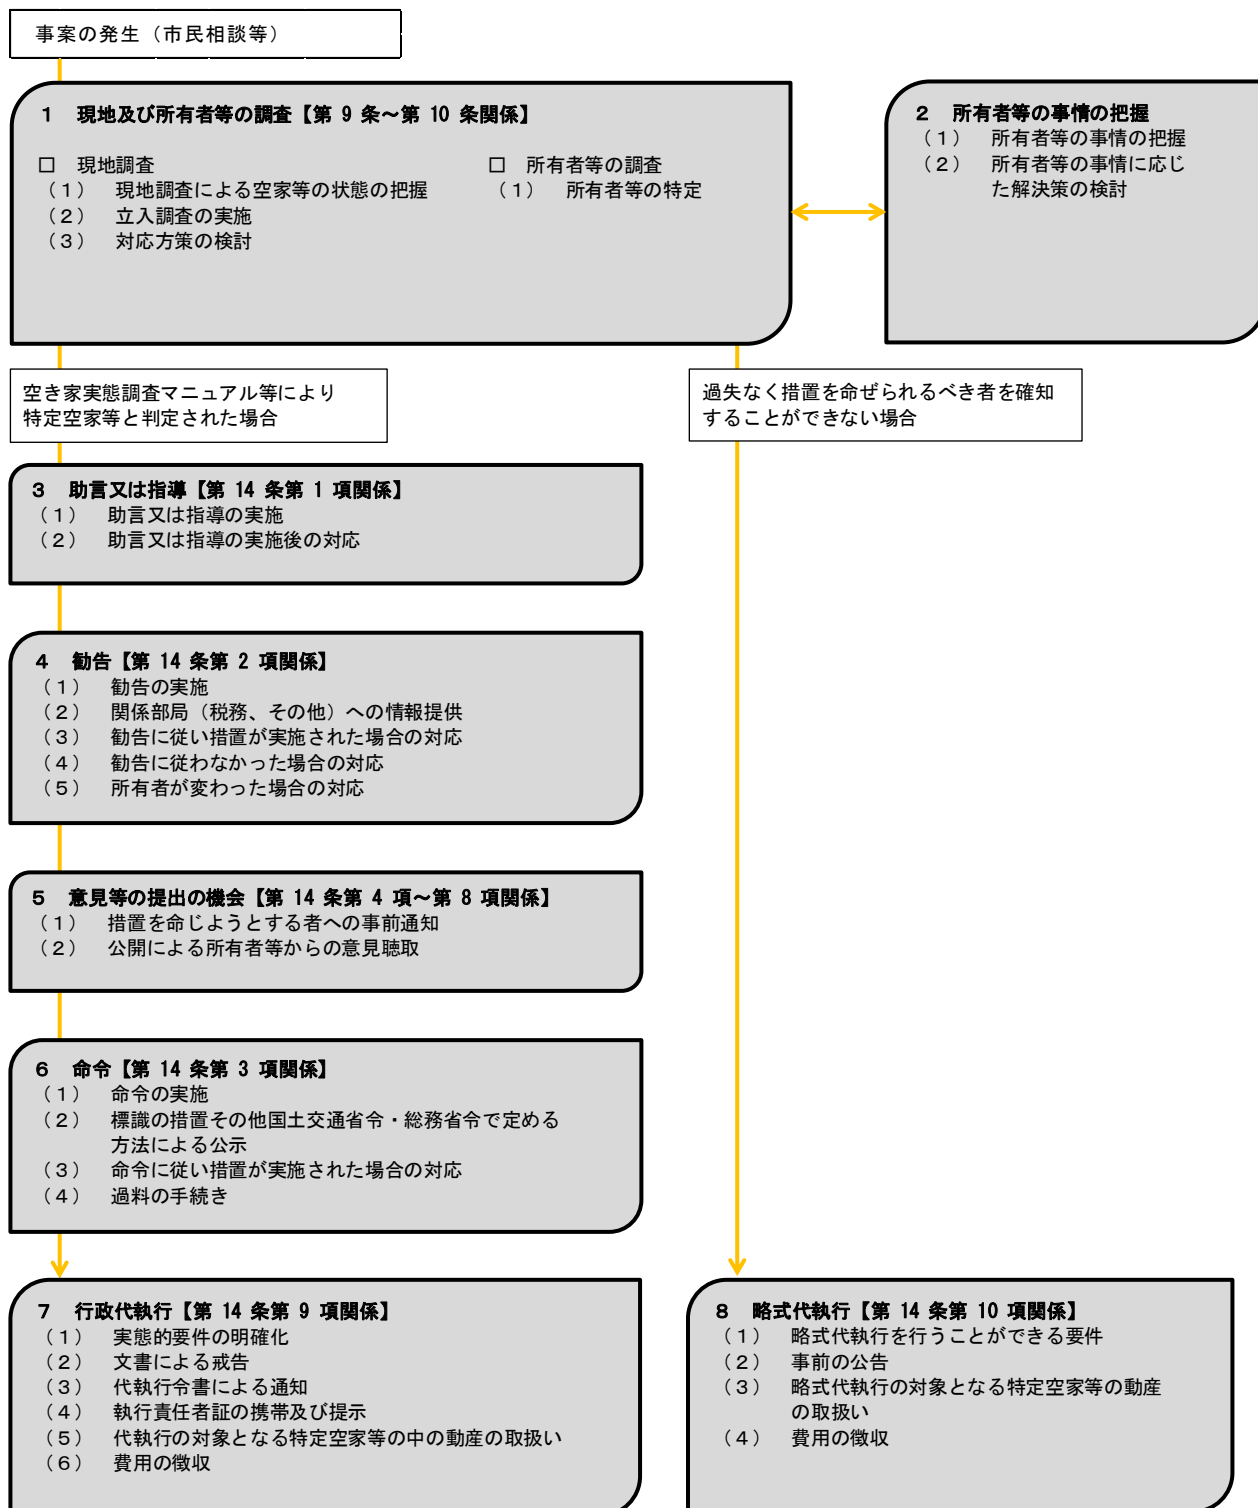 事案の発生（市民相談等）
１　現地及び所有者等の調査【第 9 条～第 10 条関係】
□　現地調査
（１）　現地調査による空家等の状態の把握
（２）　立入調査の実施
（３）　対応方策の検討
□　所有者等の調査
（１）　所有者等の特定
２　所有者等の事情の把握
（１）　所有者等の事情の把握
（２）　所有者等の事情に応じ
た解決策の検討
空き家実態調査マニュアル等により
特定空家等と判定された場合
過失なく措置を命ぜられるべき者を確知
することができない場合
３　助言又は指導【第 14 条第 1 項関係】
（１）　助言又は指導の実施
（２）　助言又は指導の実施後の対応
４　勧告【第 14 条第 2 項関係】
（１）　勧告の実施
（２）　関係部局（税務、その他）への情報提供
（３）　勧告に従い措置が実施された場合の対応
（４）　勧告に従わなかった場合の対応
（５）　所有者が変わった場合の対応
５　意見等の提出の機会【第 14 条第 4 項～第 8 項関係】
（１）　措置を命じようとする者への事前通知
（２）　公開による所有者等からの意見聴取
６　命令【第 14 条第 3 項関係】
（１）　命令の実施
（２）　標識の措置その他国土交通省令・総務省令で定める
方法による公示
（３）　命令に従い措置が実施された場合の対応
（４）　過料の手続き
７　行政代執行【第 14 条第 9 項関係】
（１）　実態的要件の明確化
（２）　文書による戒告
（３）　代執行令書による通知
（４）　執行責任者証の携帯及び提示
（５）　代執行の対象となる特定空家等の中の動産の取扱い
（６）　費用の徴収
８　略式代執行【第 14 条第 10 項関係】
（１）　略式代執行を行うことができる要件
（２）　事前の公告
（３）　略式代執行の対象となる特定空家等の動産
の取扱い
（４）　費用の徴収